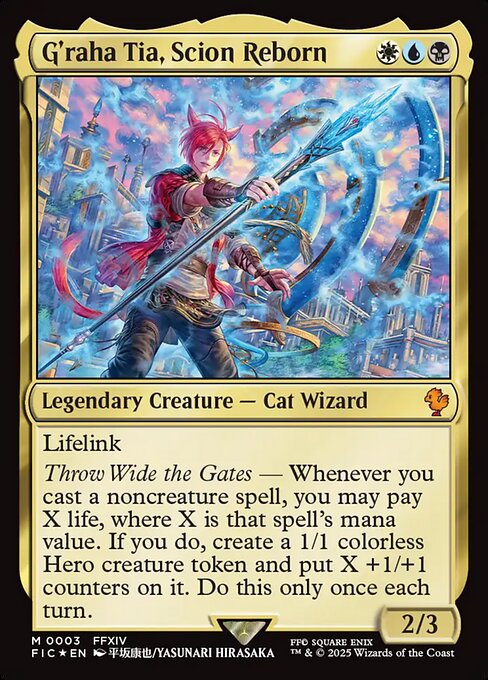 G'raha Tia, Scion Reborn
Legendary Creature — Cat Wizard
Lifelink
Throw Wide the Gates — Whenever you
cast a noncreature spell, you may pay
X life, where X is that spell's mana
value. If you do, create a 1/1 colorless
Hero creature token and put X +1/+1
counters on it. Do this only once each
turn.
2/3
M 0003 FFXIV
FIC★EN 平坂康也/YASUNARI HIRASAKA
FF© SQUARE ENIX
™ & © 2025 Wizards of the Coast